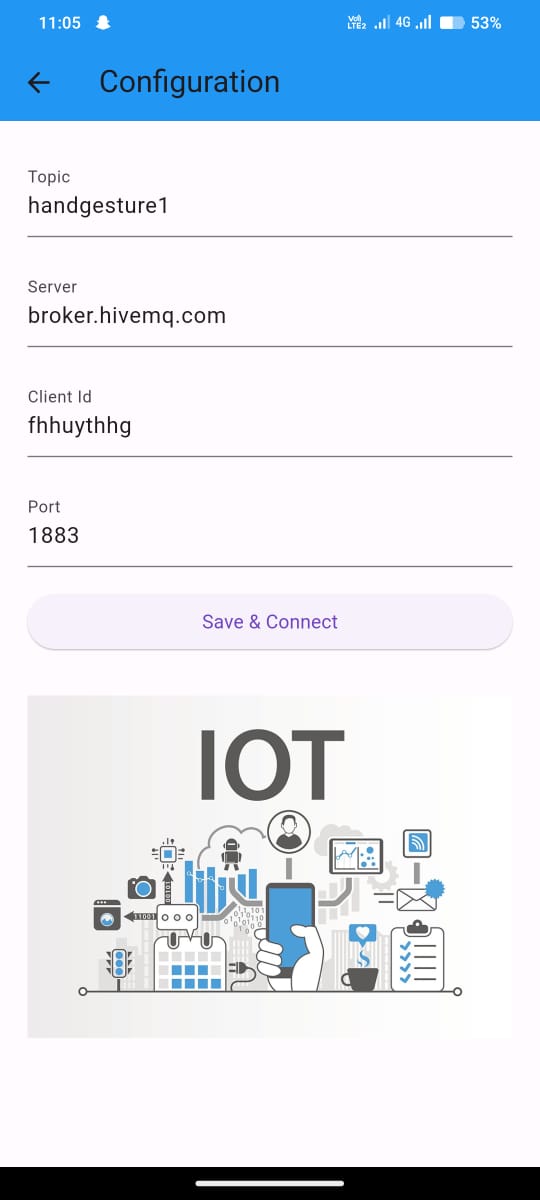 11:05
Vo)) LTE2 4G 53%
Configuration
Topic
handgesture1
Server
broker.hivemq.com
Client Id
fhhuythhg
Port
1883
Save & Connect
IOT
11001